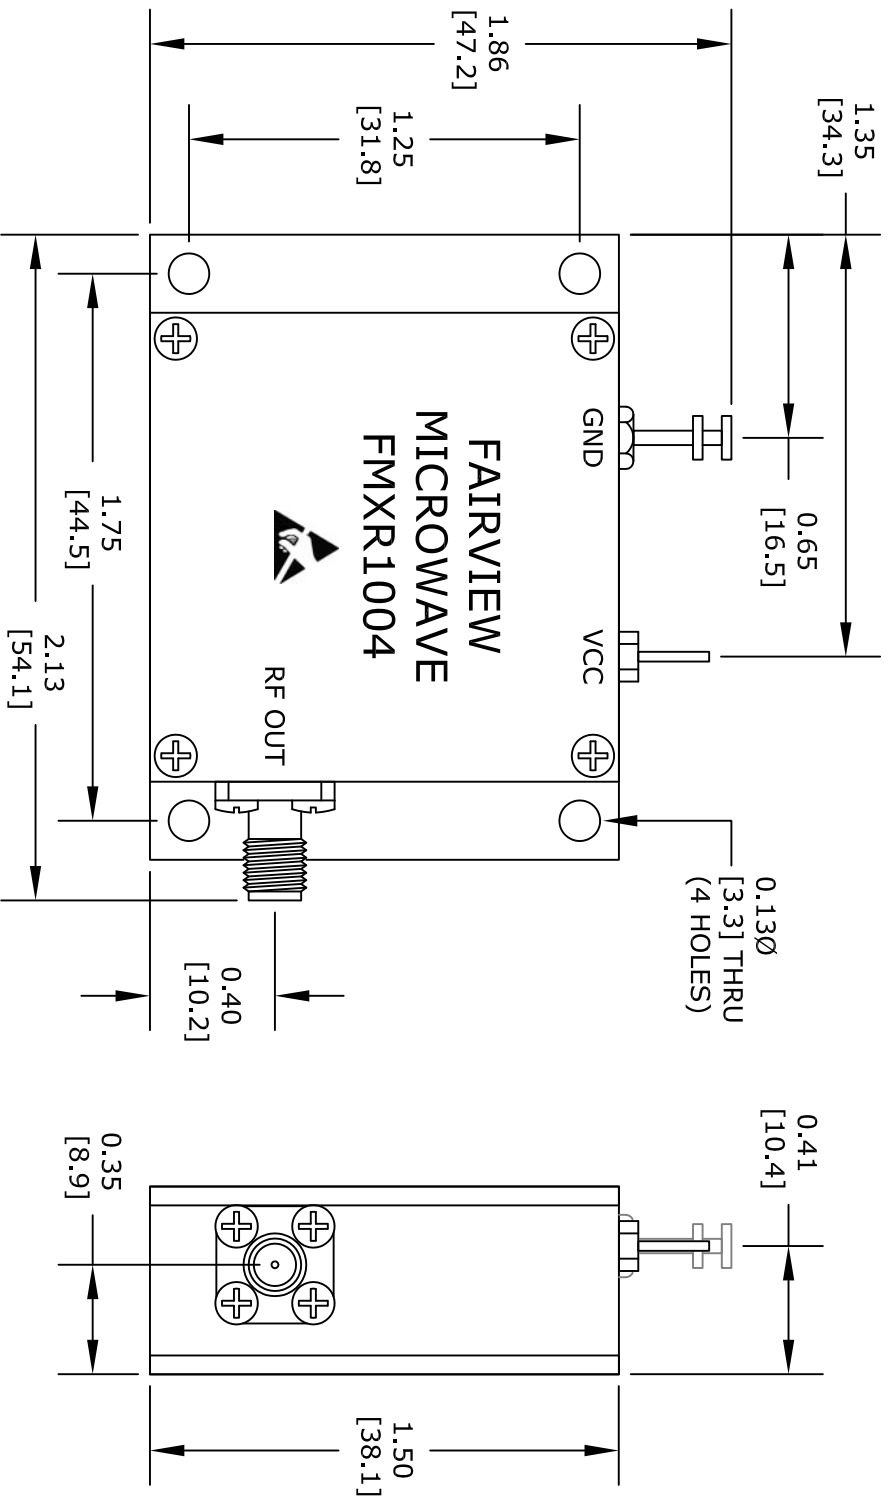 1.35
[34.3]
0.65
[16.5]
1.86
[47.2]
1.25
[31.8]
GND
VCC
0.13Ø
[3.3] THRU
(4 HOLES)
FAIRVIEW
MICROWAVE
FMXR1004
RF OUT
0.40
[10.2]
1.75
[44.5]
2.13
[54.1]
0.41
[10.4]
1.50
[38.1]
0.35
[8.9]